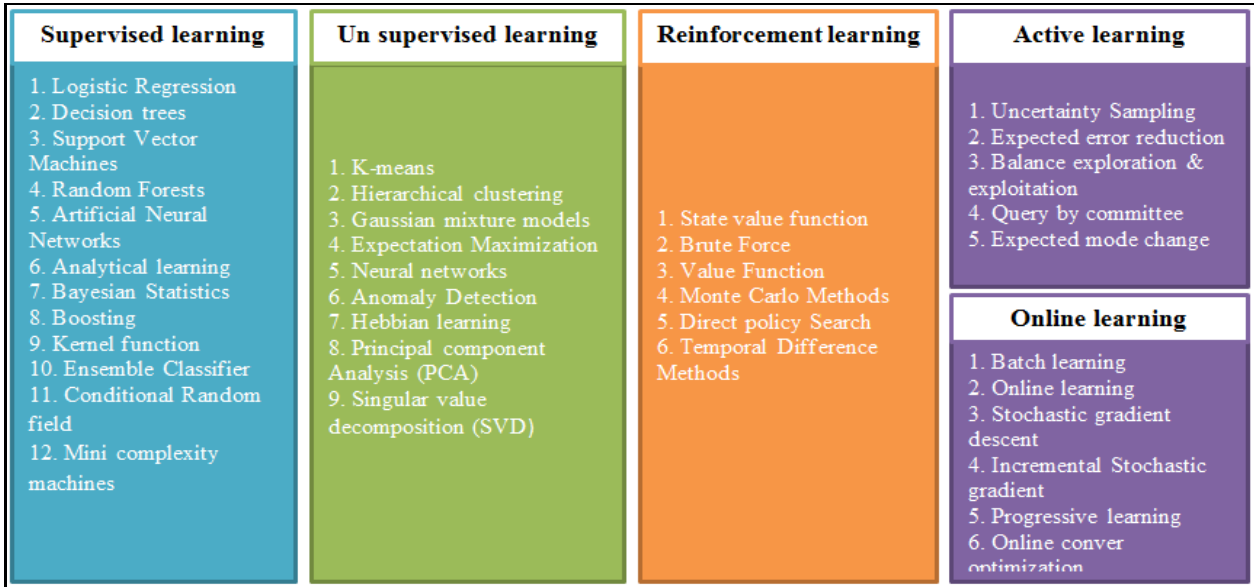 Supervised learning
1. Logistic Regression
2. Decision trees
3. Support Vector
Machines
4. Random Forests
5. Artificial Neural
Networks
6. Analytical learning
7. Bayesian Statistics
8. Boosting
9. Kernel function
10. Ensemble Classifier
11. Conditional Random
field
12. Mini complexity
machines
Un supervised learning
1. K-means
2. Hierarchical clustering
3. Gaussian mixture models
4. Expectation Maximization
5. Neural networks
6. Anomaly Detection
7. Hebbian learning
8. Principal component
Analysis (PCA)
9. Singular value
decomposition (SVD)
Reinforcement learning
1. State value function
2. Brute Force
3. Value Function
4. Monte Carlo Methods
5. Direct policy Search
6. Temporal Difference
Methods
Active learning
1. Uncertainty Sampling
2. Expected error reduction
3. Balance exploration &
exploitation
4. Query by committee
5. Expected mode change
Online learning
1. Batch learning
2. Online learning
3. Stochastic gradient
descent
4. Incremental Stochastic
gradient
5. Progressive learning
6. Online conver
optimization